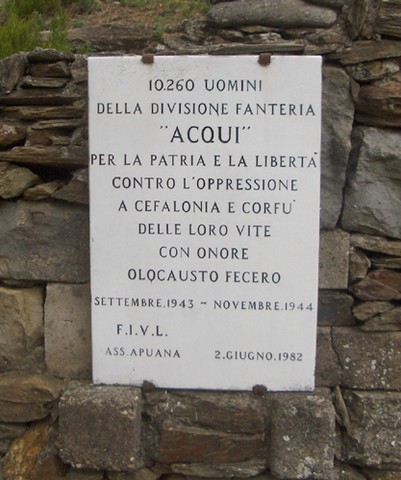 10.260 UOMINI
DELLA DIVISIONE FANTERIA
"ACQUI"
PER LA PATRIA E LA LIBERTÀ
CONTRO L'OPPRESSIONE
A CEFALONIA E CORFU'
DELLE LORO VITE
CON ONORE
OLOCAUSTO FECERO
SETTEMBRE.1943 - NOVEMBRE.1944
F.I.V.L.
ASS.APUANA 2.GIUGNO.1982